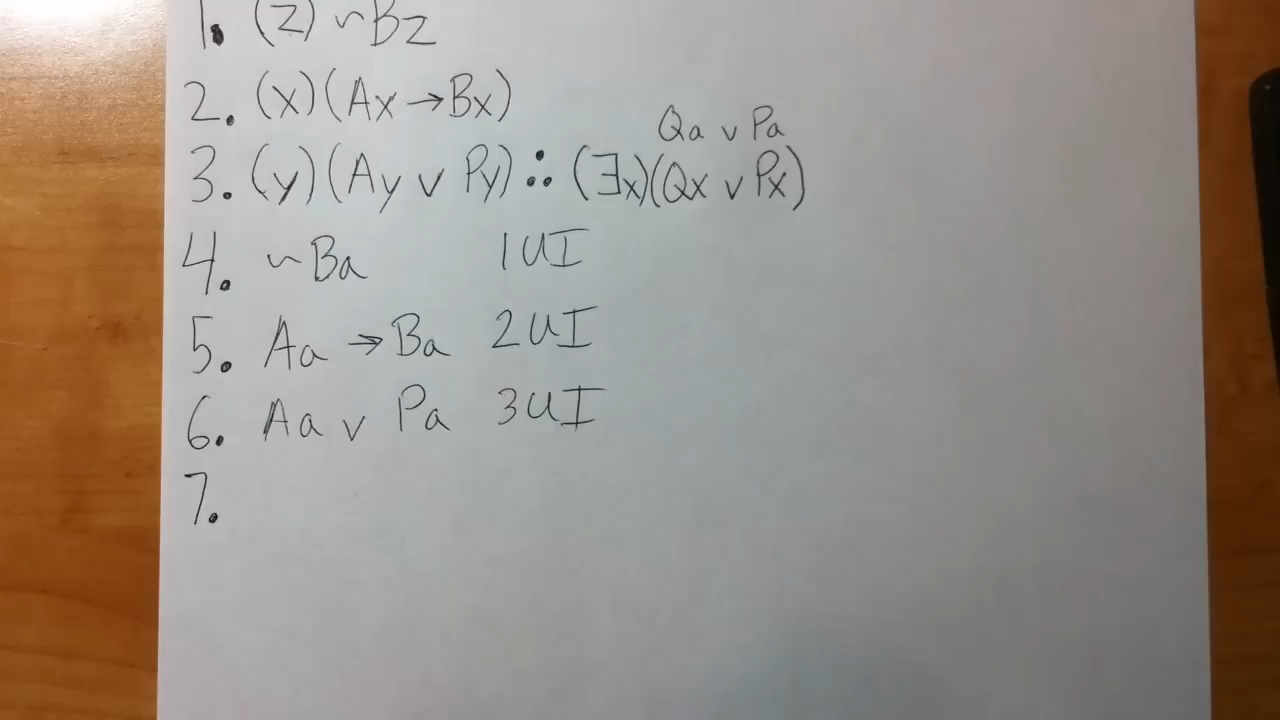 1. (z) ~Bz
2. (x)(Ax →Bx)
Qa v Pa
3. (y)(Ay v Py) ∴ (∃x)(Qx v Px)
4. ~Ba 1UI
5. Aa → Ba 2UI
6. Aa v Pa 3UI
7.